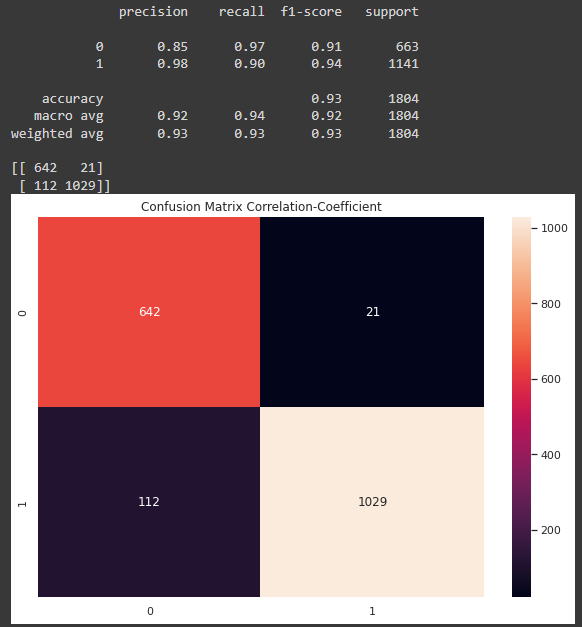 precision recall f1-score support
0 0.85 0.97 0.91 663
1 0.98 0.90 0.94 1141
accuracy 0.93 1804
macro avg 0.92 0.94 0.92 1804
weighted avg 0.93 0.93 0.93 1804
[[ 642 21]
[ 112 1029]]
Confusion Matrix Correlation-Coefficient
0
642
21
1
112
1029
0
1
1000
800
600
400
200